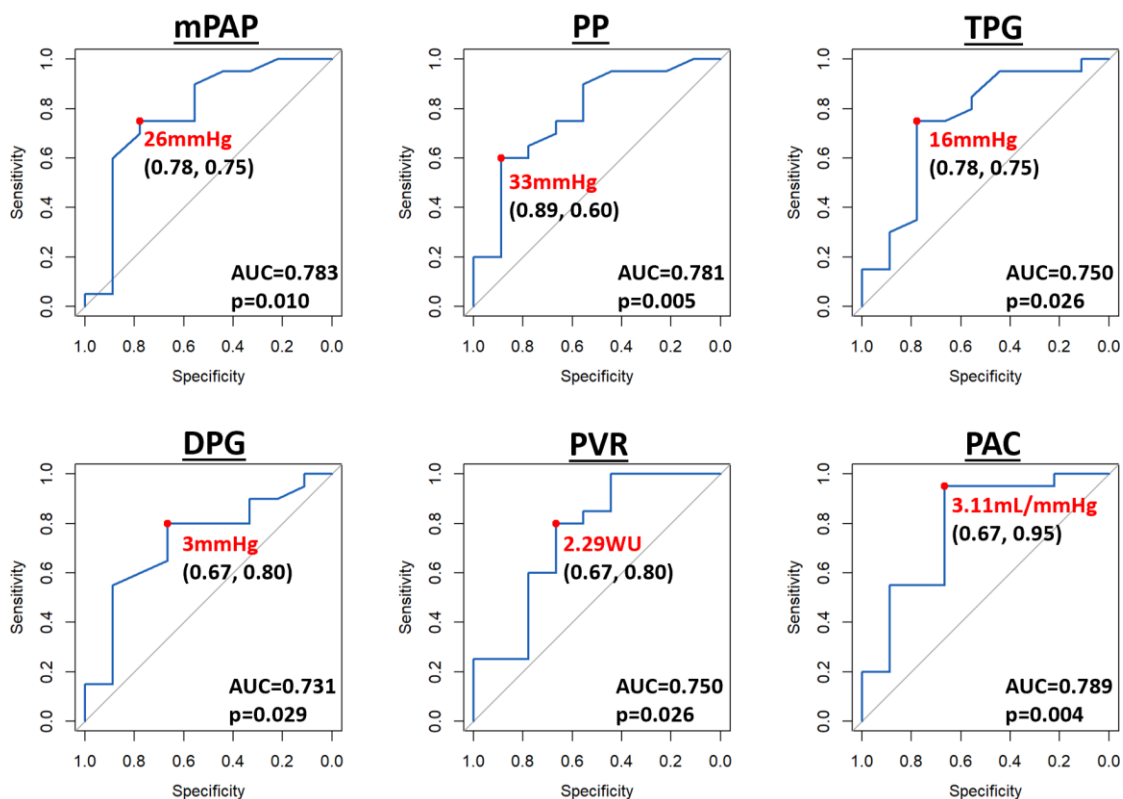 mPAP
1.0
0.8
0.6
0.4
0.2
0.0
Sensitivity
26mmHg
(0.78, 0.75)
AUC=0.783
p=0.010
1.0 0.8 0.6 0.4 0.2 0.0
Specificity
PP
1.0
0.8
0.6
0.4
0.2
0.0
Sensitivity
33mmHg
(0.89, 0.60)
AUC=0.781
p=0.005
1.0 0.8 0.6 0.4 0.2 0.0
Specificity
TPG
1.0
0.8
0.6
0.4
0.2
0.0
Sensitivity
16mmHg
(0.78, 0.75)
AUC=0.750
p=0.026
1.0 0.8 0.6 0.4 0.2 0.0
Specificity
DPG
1.0
0.8
0.6
0.4
0.2
0.0
Sensitivity
3mmHg
(0.67, 0.80)
AUC=0.731
p=0.029
1.0 0.8 0.6 0.4 0.2 0.0
Specificity
PVR
1.0
0.8
0.6
0.4
0.2
0.0
Sensitivity
2.29WU
(0.67, 0.80)
AUC=0.750
p=0.026
1.0 0.8 0.6 0.4 0.2 0.0
Specificity
PAC
1.0
0.8
0.6
0.4
0.2
0.0
Sensitivity
3.11mL/mmHg
(0.67, 0.95)
AUC=0.789
p=0.004
1.0 0.8 0.6 0.4 0.2 0.0
Specificity